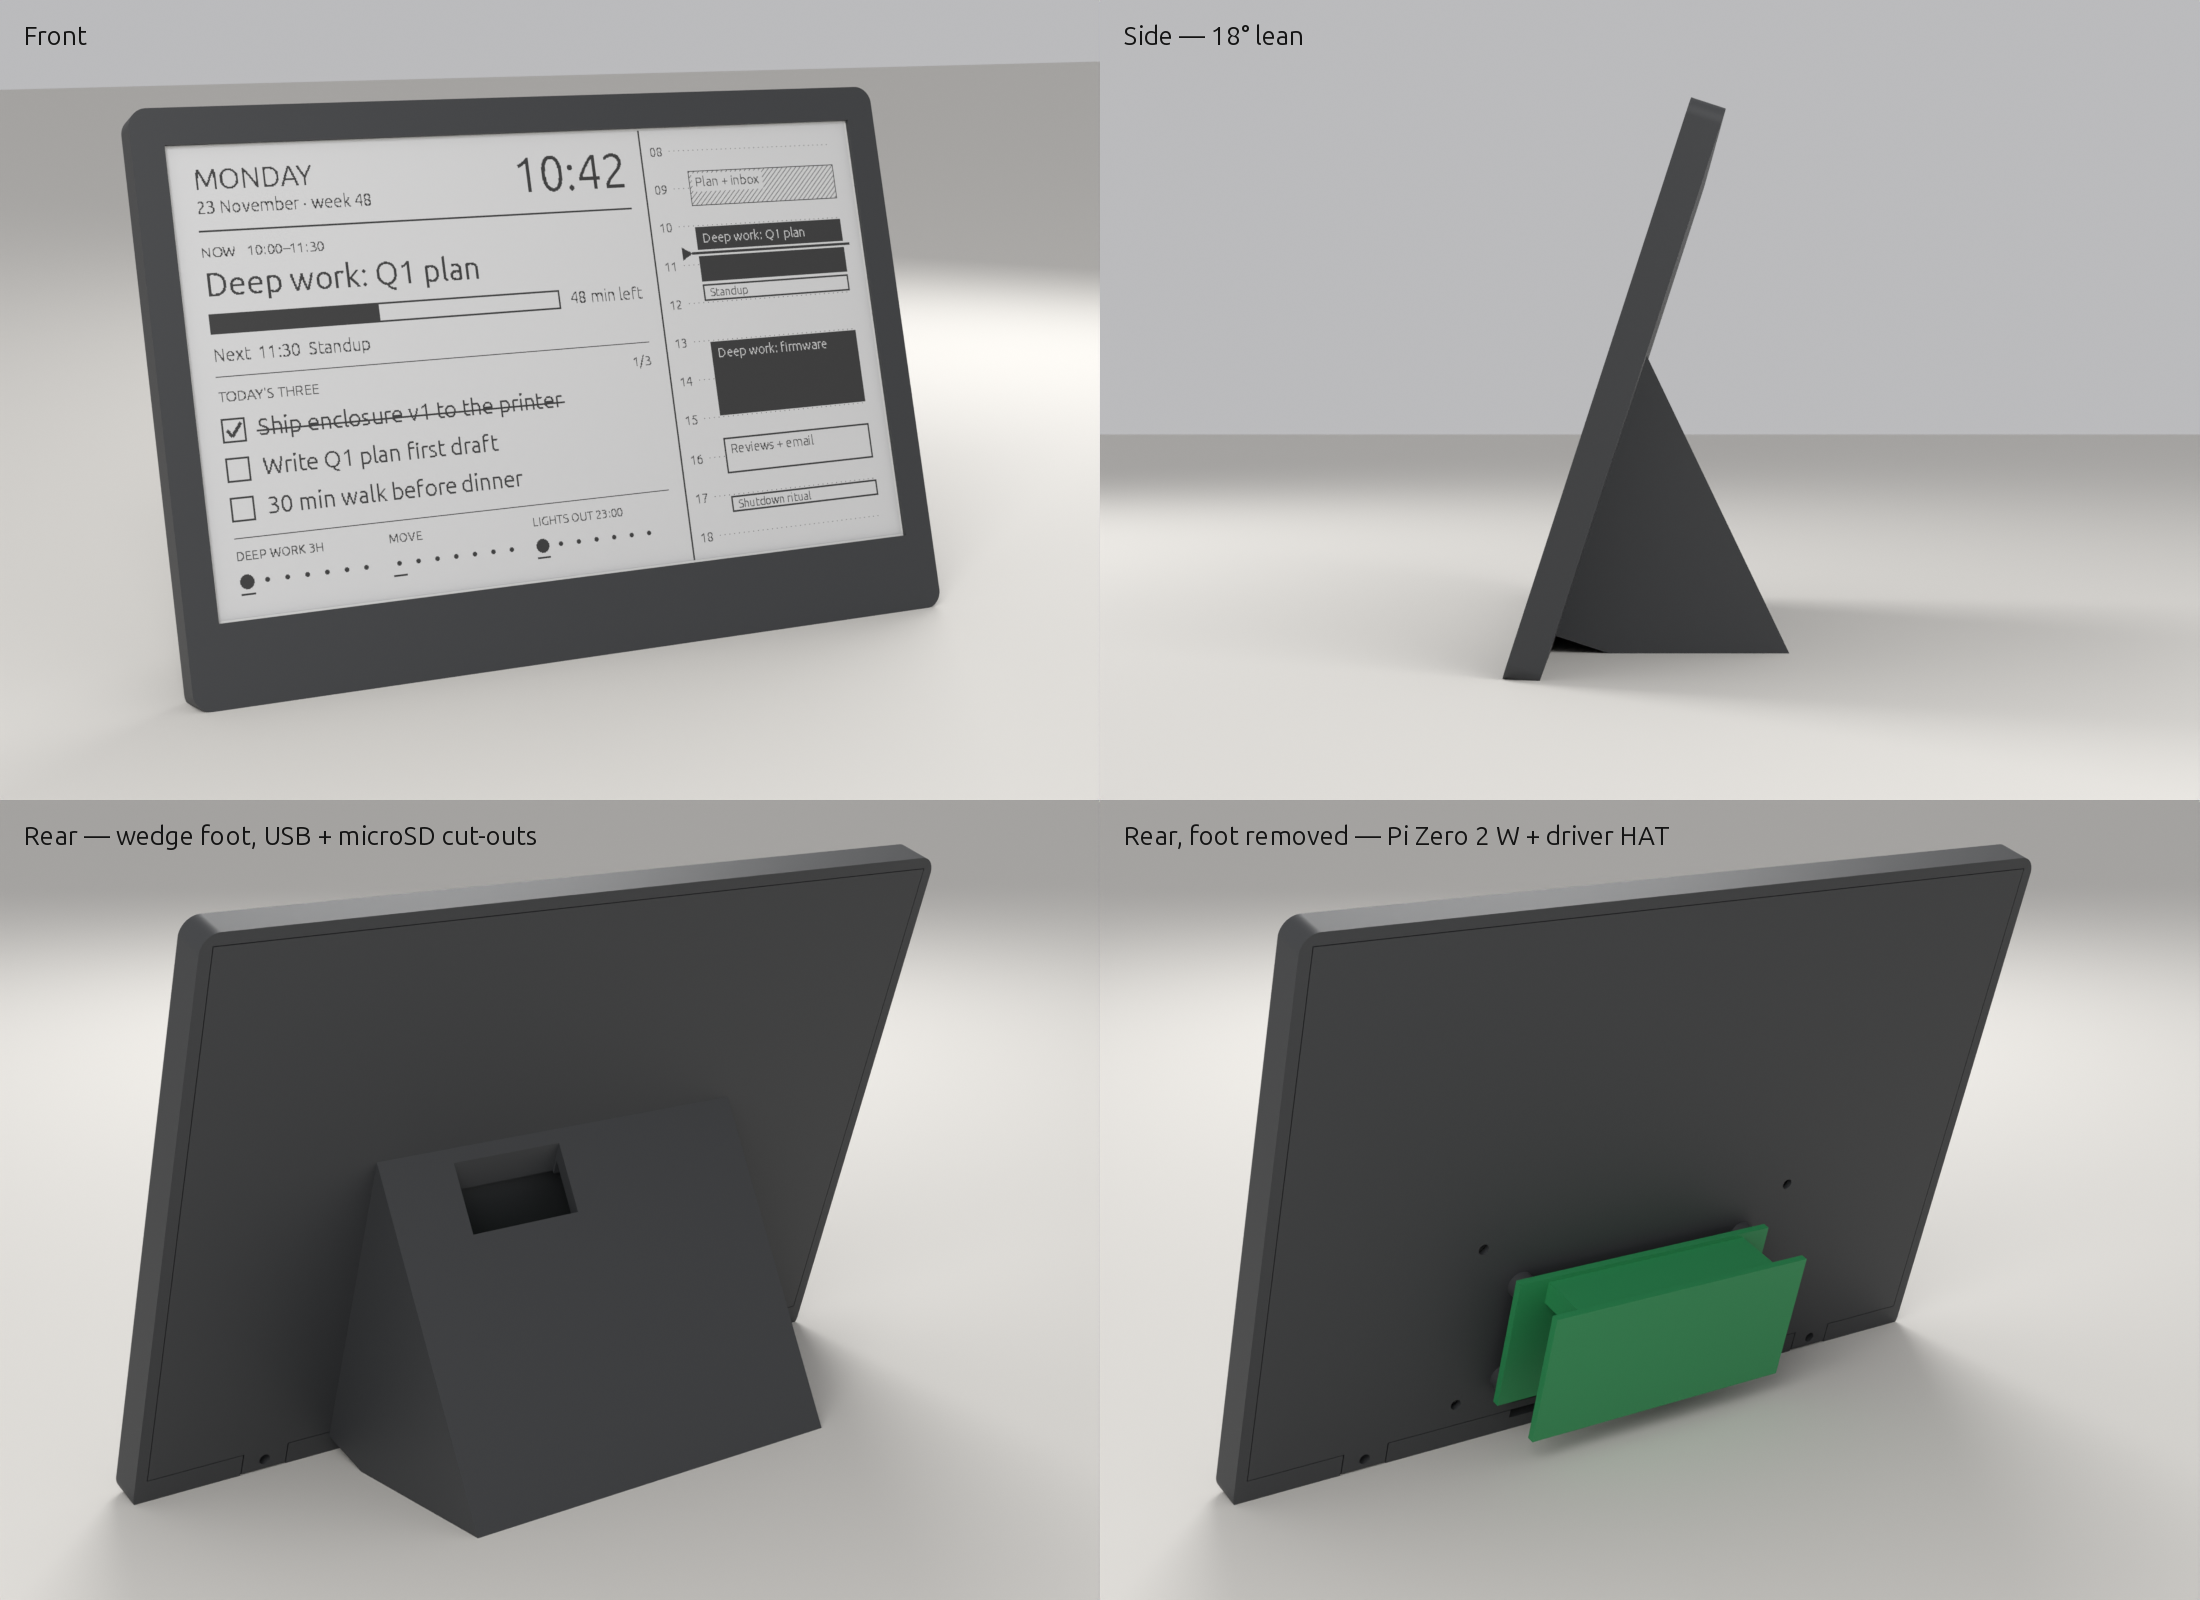 Front
MONDAY
10:42
23 November · week 48
NOW 10:00–11:30
Deep work: Q1 plan
48 min left
Next 11:30 Standup
TODAY'S THREE
1/3
Ship enclosure v1 to the printer
Write Q1 plan first draft
30 min walk before dinner
DEEP WORK 3H
MOVE
LIGHTS OUT 23:00
08
Plan + inbox
09
10
Deep work: Q1 plan
11
Standup
12
13
Deep work: firmware
14
15
Reviews + email
16
17
Shutdown ritual
18
Side — 18° lean
Rear — wedge foot, USB + microSD cut-outs
Rear, foot removed — Pi Zero 2 W + driver HAT